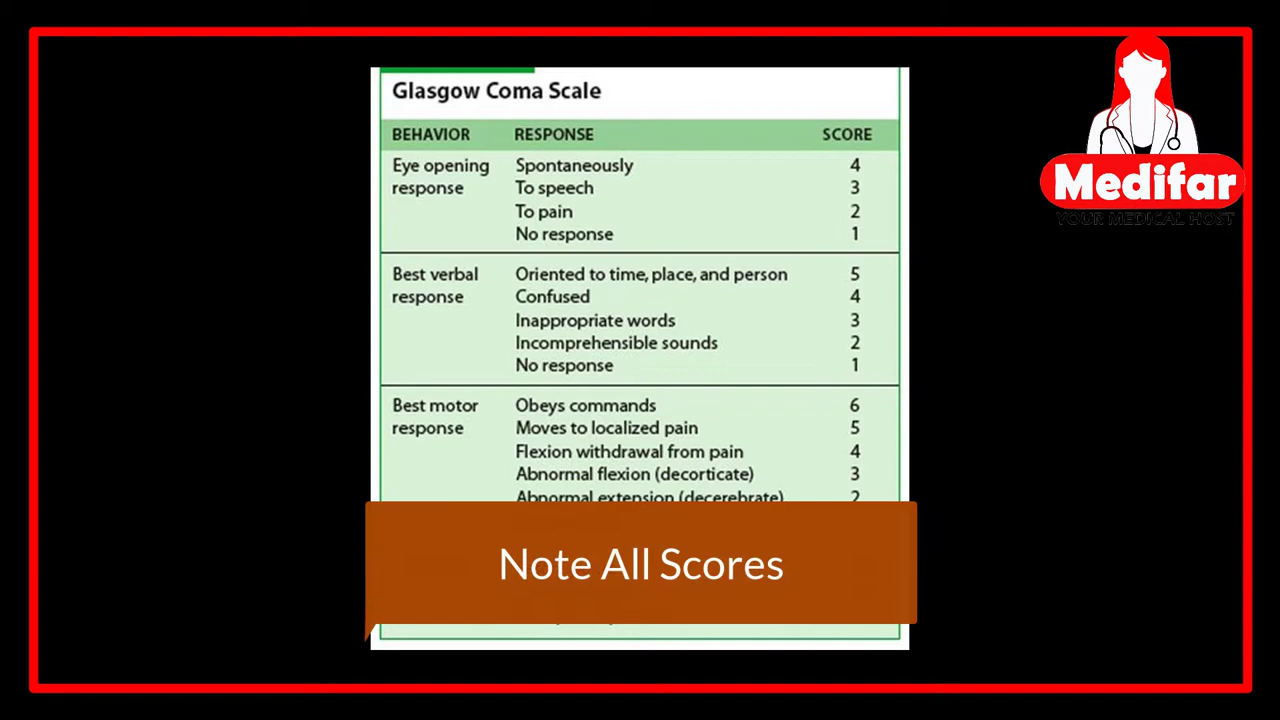 Glasgow Coma Scale
BEHAVIOR RESPONSE SCORE
Eye opening Spontaneously 4
response To speech 3
To pain 2
No response 1
Best verbal Oriented to time, place, and person 5
response Confused 4
Inappropriate words 3
Incomprehensible sounds 2
No response 1
Best motor Obeys commands 6
response Moves to localized pain 5
Flexion withdrawal from pain 4
Abnormal flexion (decorticate) 3
Abnormal extension (decerebrate) 2
Note All Scores
Medifar
YOUR MEDICAL HOST